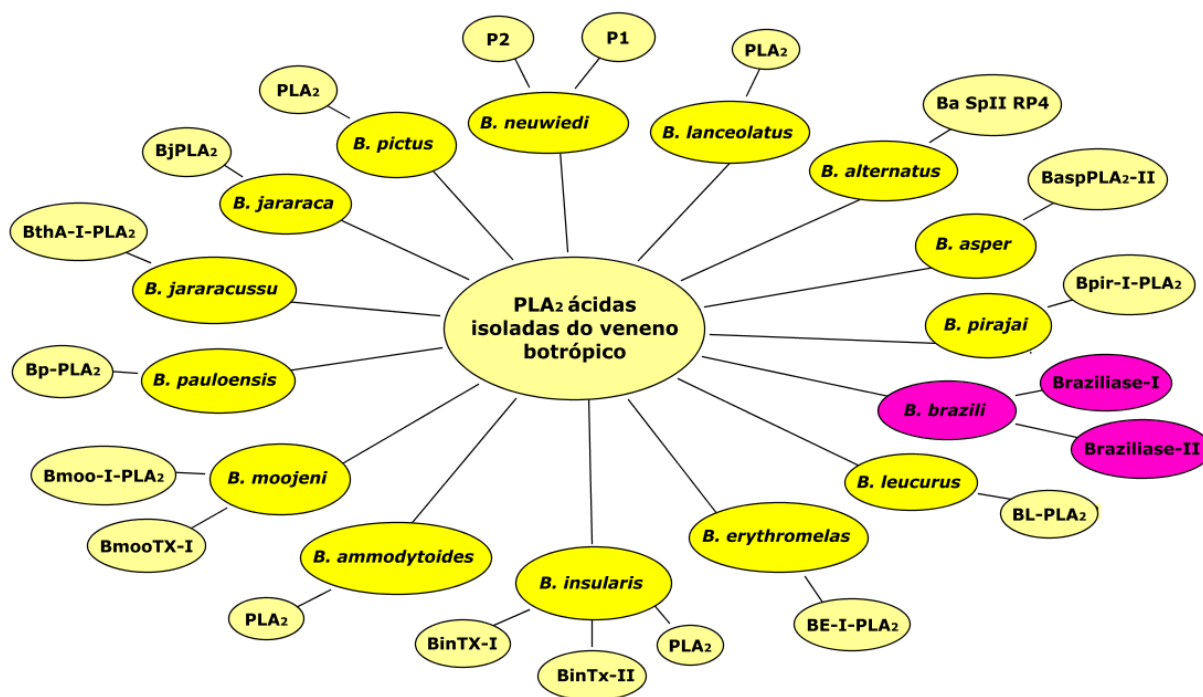 P2
P1
PLA₂
PLA₂
Ba SpII RP4
B. neuwiedi
B. lanceolatus
B. pictus
B. alternatus
BjPLA₂
BaspPLA₂-II
B. jararaca
B. asper
BthA-I-PLA₂
B. jararacussu
Bpir-I-PLA₂
B. pirajai
PLA₂ ácidas
isoladas do veneno
botrópico
Bp-PLA₂
B. pauloensis
Braziliase-I
B. brazili
Braziliase-II
B. moojeni
Bmoo-I-PLA₂
B. leucurus
BL-PLA₂
BmooTX-I
B. ammodytoides
B. erythromelas
B. insularis
PLA₂
BinTX-I
BinTx-II
PLA₂
BE-I-PLA₂